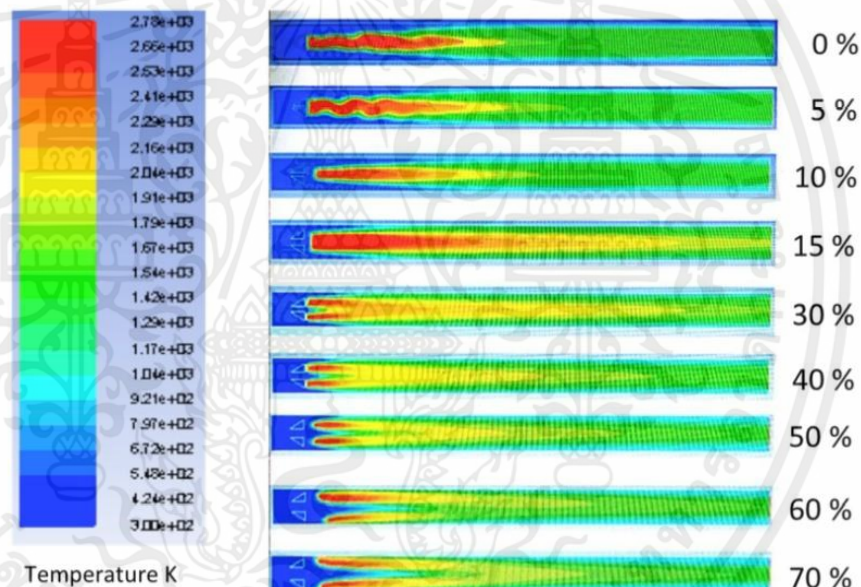 2.78e+03
2.66e+03
2.53e+03
2.41e+03
2.29e+03
2.16e+03
2.04e+03
1.91e+03
1.79e+03
1.67e+03
1.54e+03
1.42e+03
1.29e+03
1.17e+03
1.04e+03
9.21e+02
7.97e+02
6.72e+02
5.48e+02
4.24e+02
3.00e+02
Temperature K
0 %
5 %
10 %
15 %
30 %
40 %
50 %
60 %
70 %